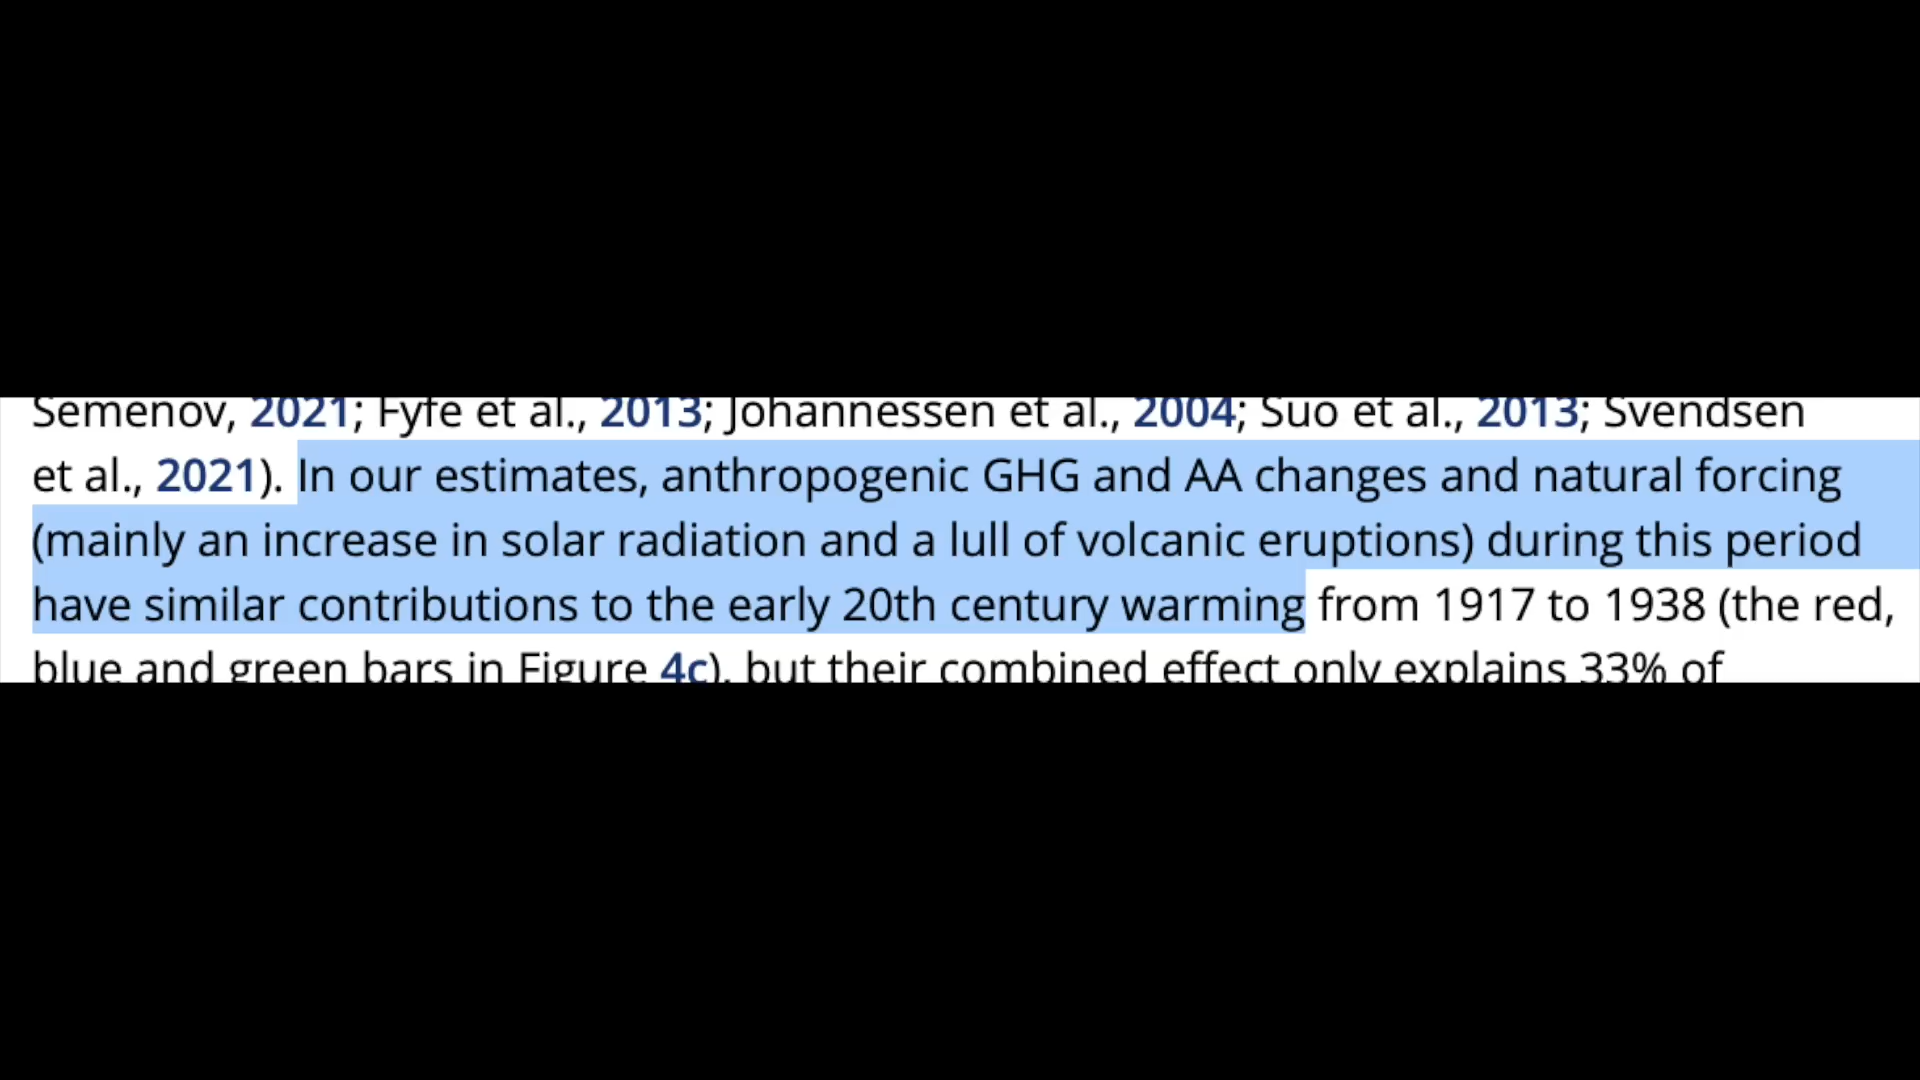 Semenov, 2021; Fyfe et al., 2013; Johannessen et al., 2004; Suo et al., 2013; Svendsen
et al., 2021). In our estimates, anthropogenic GHG and AA changes and natural forcing
(mainly an increase in solar radiation and a lull of volcanic eruptions) during this period
have similar contributions to the early 20th century warming from 1917 to 1938 (the red,
blue and green bars in Figure 4c), but their combined effect only explains 33% of